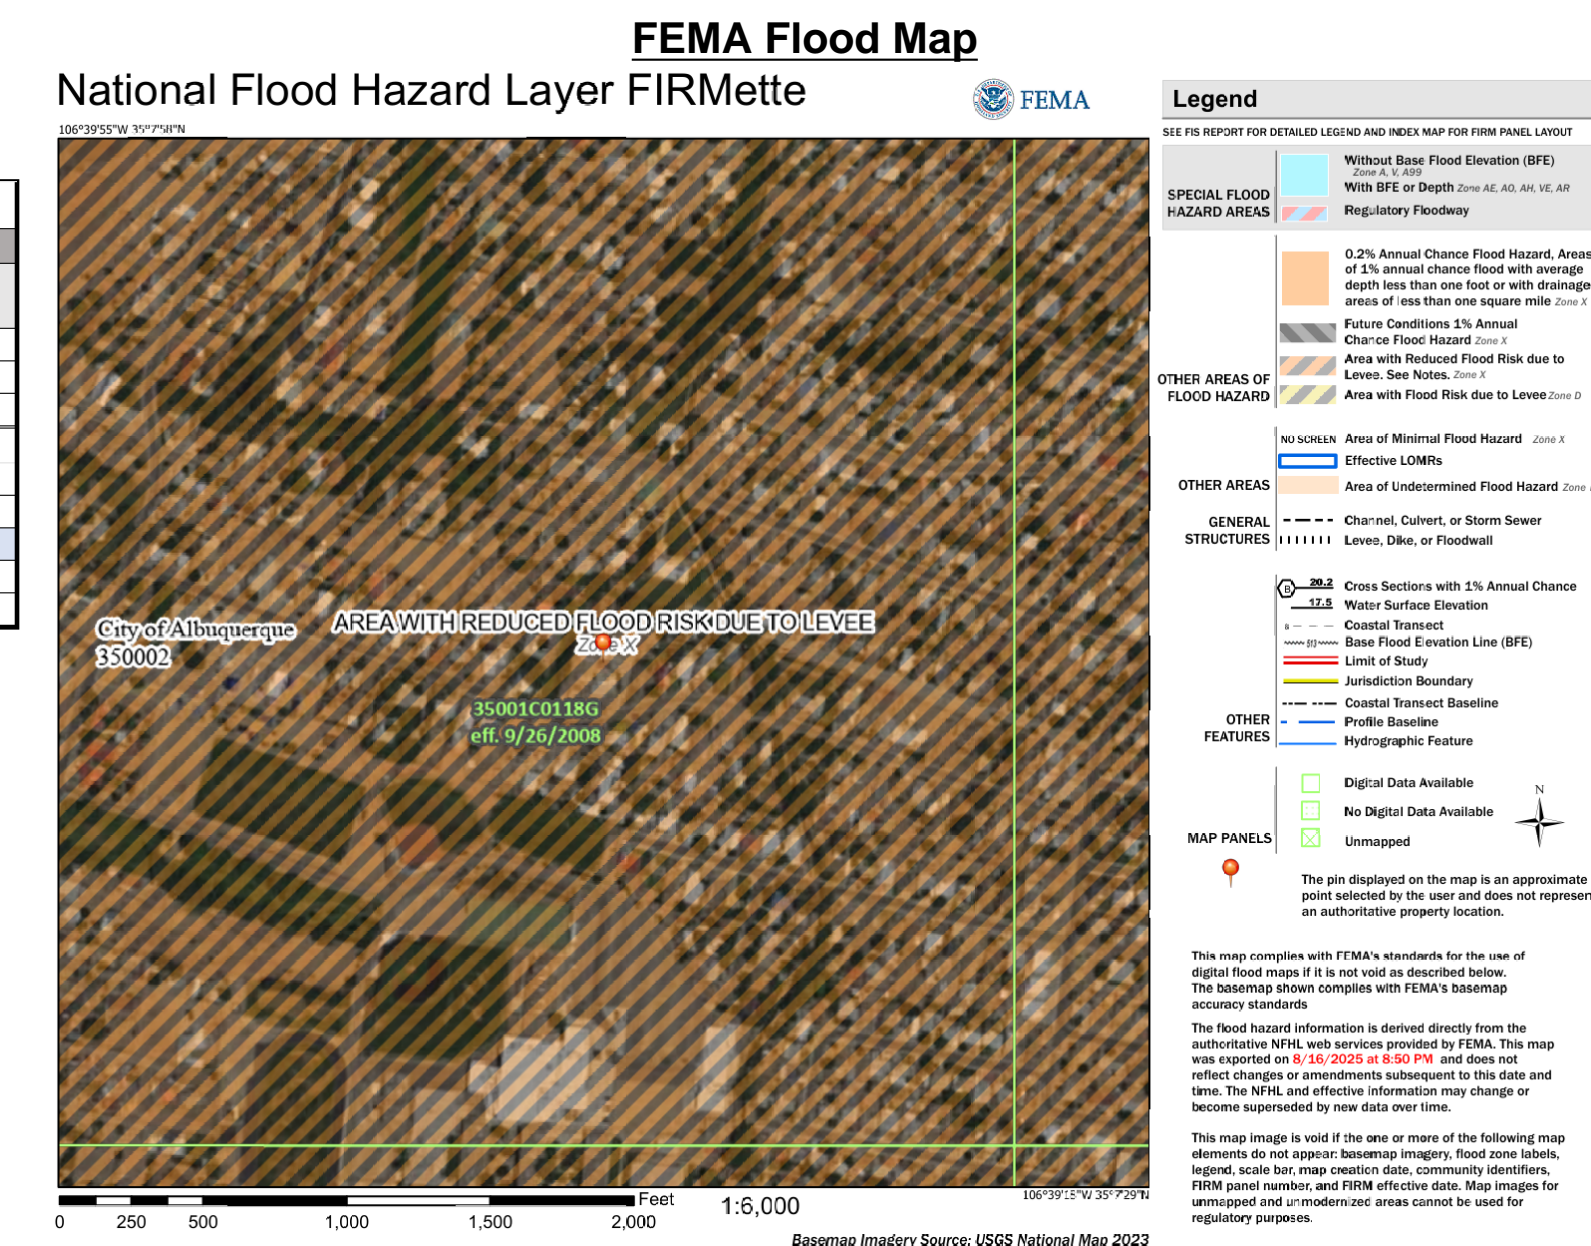 FEMA Flood Map
National Flood Hazard Layer FIRMette
FEMA
106°39'55"W 35°7'58"N
AREA WITH REDUCED FLOOD RISK DUE TO LEVEE
Zone X
City of Albuquerque
350002
35001C0118G
eff. 9/26/2008
106°39'15"W 35°7'29"N
Feet
1:6,000
0 250 500 1,000 1,500 2,000
Basemap Imagery Source: USGS National Map 2023
Legend
SEE FIS REPORT FOR DETAILED LEGEND AND INDEX MAP FOR FIRM PANEL LAYOUT
SPECIAL FLOOD
HAZARD AREAS
Without Base Flood Elevation (BFE)
Zone A, V, A99
With BFE or Depth Zone AE, AO, AH, VE, AR
Regulatory Floodway
OTHER AREAS OF
FLOOD HAZARD
0.2% Annual Chance Flood Hazard, Areas
of 1% annual chance flood with average
depth less than one foot or with drainage
areas of less than one square mile Zone X
Future Conditions 1% Annual
Chance Flood Hazard Zone X
Area with Reduced Flood Risk due to
Levee. See Notes. Zone X
Area with Flood Risk due to Levee Zone D
OTHER AREAS
NO SCREEN Area of Minimal Flood Hazard Zone X
Effective LOMRs
Area of Undetermined Flood Hazard Zone
GENERAL
STRUCTURES
Channel, Culvert, or Storm Sewer
Levee, Dike, or Floodwall
OTHER
FEATURES
B 20.2 Cross Sections with 1% Annual Chance
17.5 Water Surface Elevation
8 Coastal Transect
513 Base Flood Elevation Line (BFE)
Limit of Study
Jurisdiction Boundary
Coastal Transect Baseline
Profile Baseline
Hydrographic Feature
MAP PANELS
Digital Data Available
No Digital Data Available
Unmapped
N
The pin displayed on the map is an approximate
point selected by the user and does not represen
an authoritative property location.
This map complies with FEMA's standards for the use of
digital flood maps if it is not void as described below.
The basemap shown complies with FEMA's basemap
accuracy standards
The flood hazard information is derived directly from the
authoritative NFHL web services provided by FEMA. This map
was exported on 8/16/2025 at 8:50 PM and does not
reflect changes or amendments subsequent to this date and
time. The NFHL and effective information may change or
become superseded by new data over time.
This map image is void if the one or more of the following map
elements do not appear: basemap imagery, flood zone labels,
legend, scale bar, map creation date, community identifiers,
FIRM panel number, and FIRM effective date. Map images for
unmapped and unmodernized areas cannot be used for
regulatory purposes.